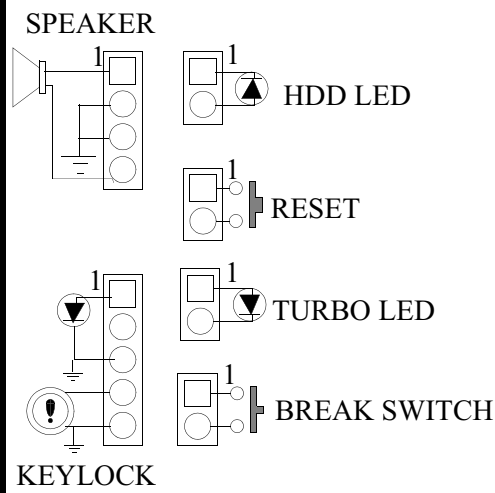 SPEAKER
1
1
HDD LED
1
RESET
1
1
TURBO LED
1
BREAK SWITCH
KEYLOCK